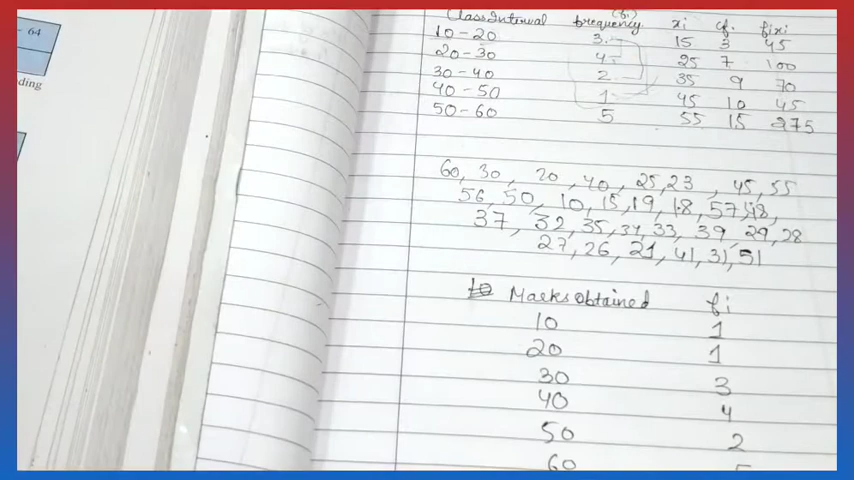 - 64
ding
Class Interval frequency (fi) xi cf. fixi
10-20 3 15 3 45
20-30 4 25 7 100
30-40 2 35 9 70
40-50 1 45 10 45
50-60 5 55 15 275
60, 30, 20, 40, 25, 23, 45, 55
56, 50, 10, 15, 19, 18, 57, 48,
37, 32, 35, 34, 33, 39, 29, 28
27, 26, 21, 41, 31, 51
Marks obtained fi
10 1
20 1
30 3
40 4
50 2
60